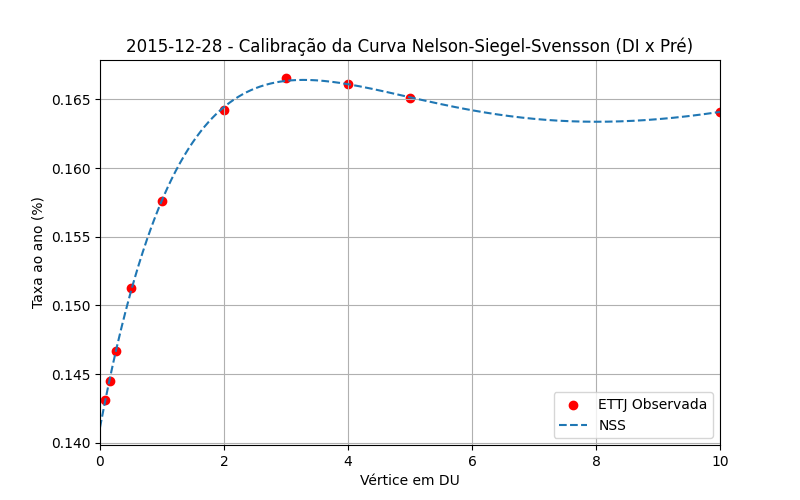 2015-12-28 - Calibração da Curva Nelson-Siegel-Svensson (DI x Pré)
Taxa ao ano (%)
0.165
0.160
0.155
0.150
0.145
0.140
ETTJ Observada
NSS
0 2 4 6 8 10
Vértice em DU